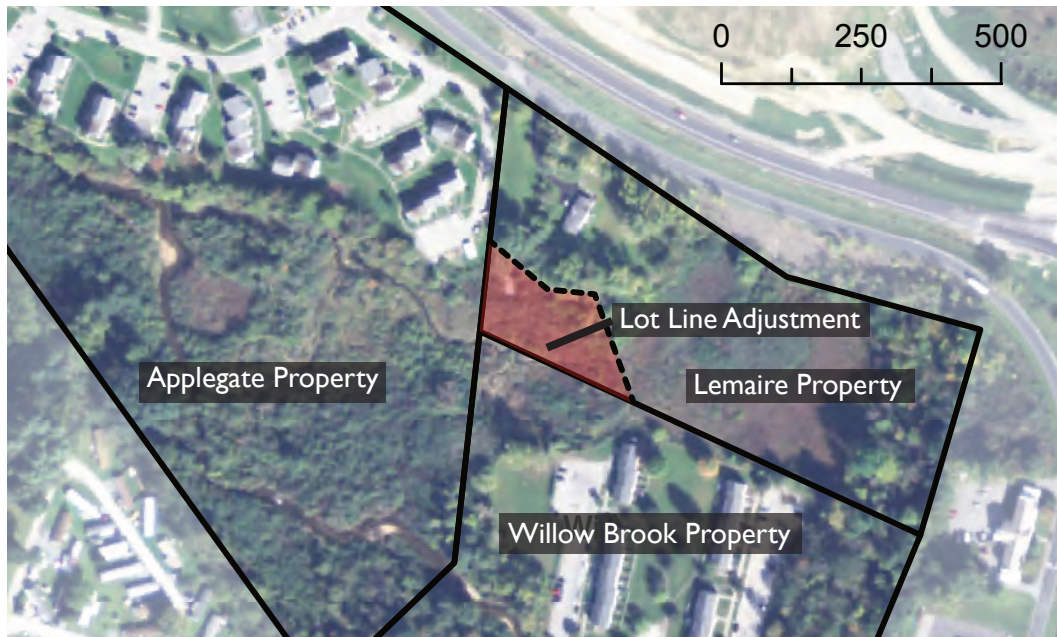 0 250 500
Lot Line Adjustment
Applegate Property
Lemaire Property
Willow Brook Property